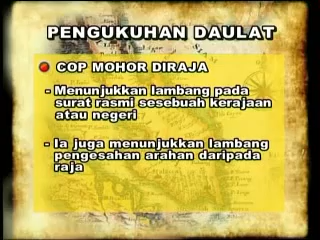 PENGUKUHAN DAULAT
COP MOHOR DIRAJA
- Menunjukkan lambang pada
surat rasmi sesebuah kerajaan
atau negeri
- Ia juga menunjukkan lambang
pengesahan arahan daripada
raja